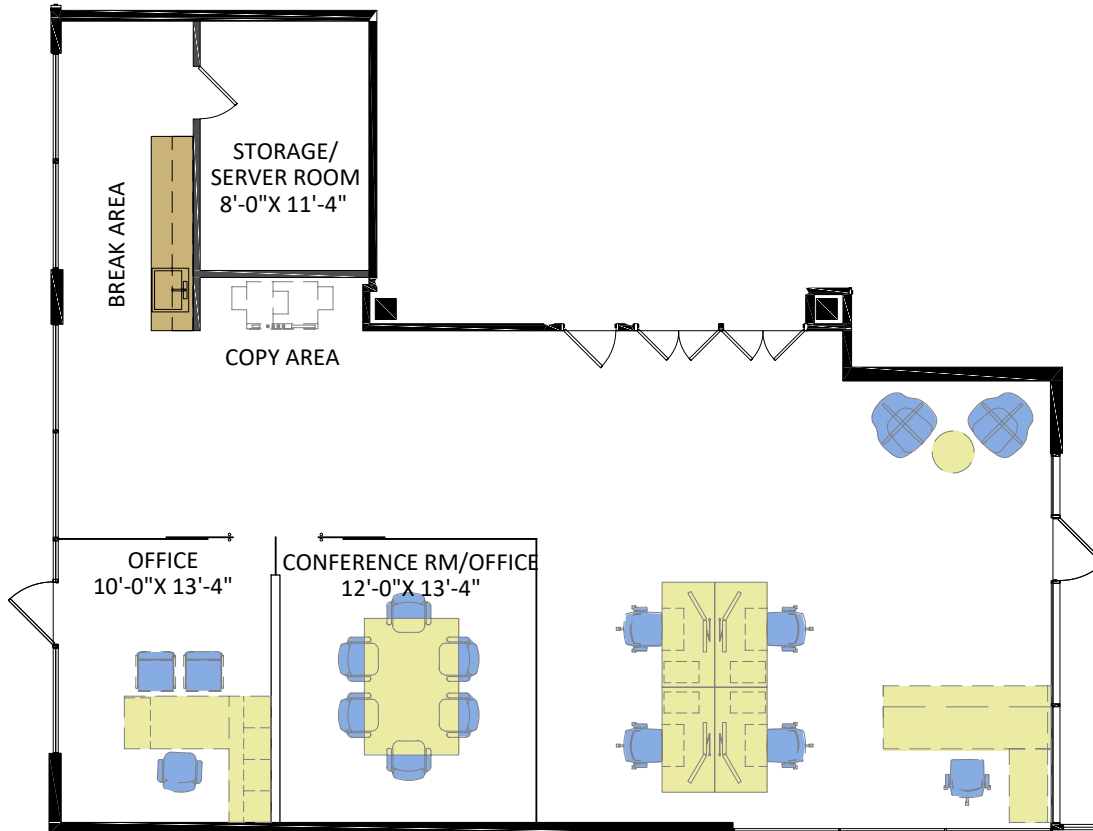 STORAGE/
SERVER ROOM
8'-0"X 11'-4"
BREAK AREA
COPY AREA
OFFICE
10'-0"X 13'-4"
CONFERENCE RM/OFFICE
12'-0"X 13'-4"